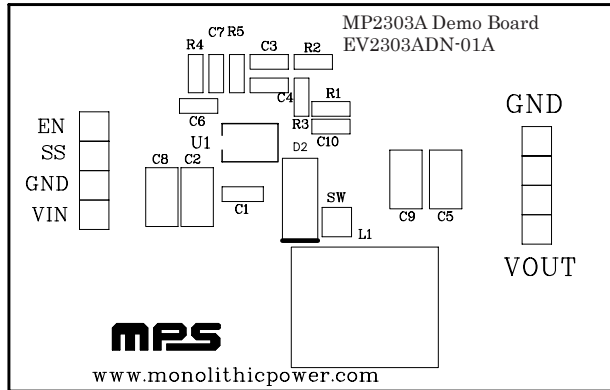 MP2303A Demo Board
EV2303ADN-01A
C7 R5
R4 C3 R2
C4 R1
R3
C6 C10
U1
D2
C8 C2
C1
SW
L1
C9 C5
EN
SS
GND
VIN
GND
VOUT
mps
www.monolithicpower.com